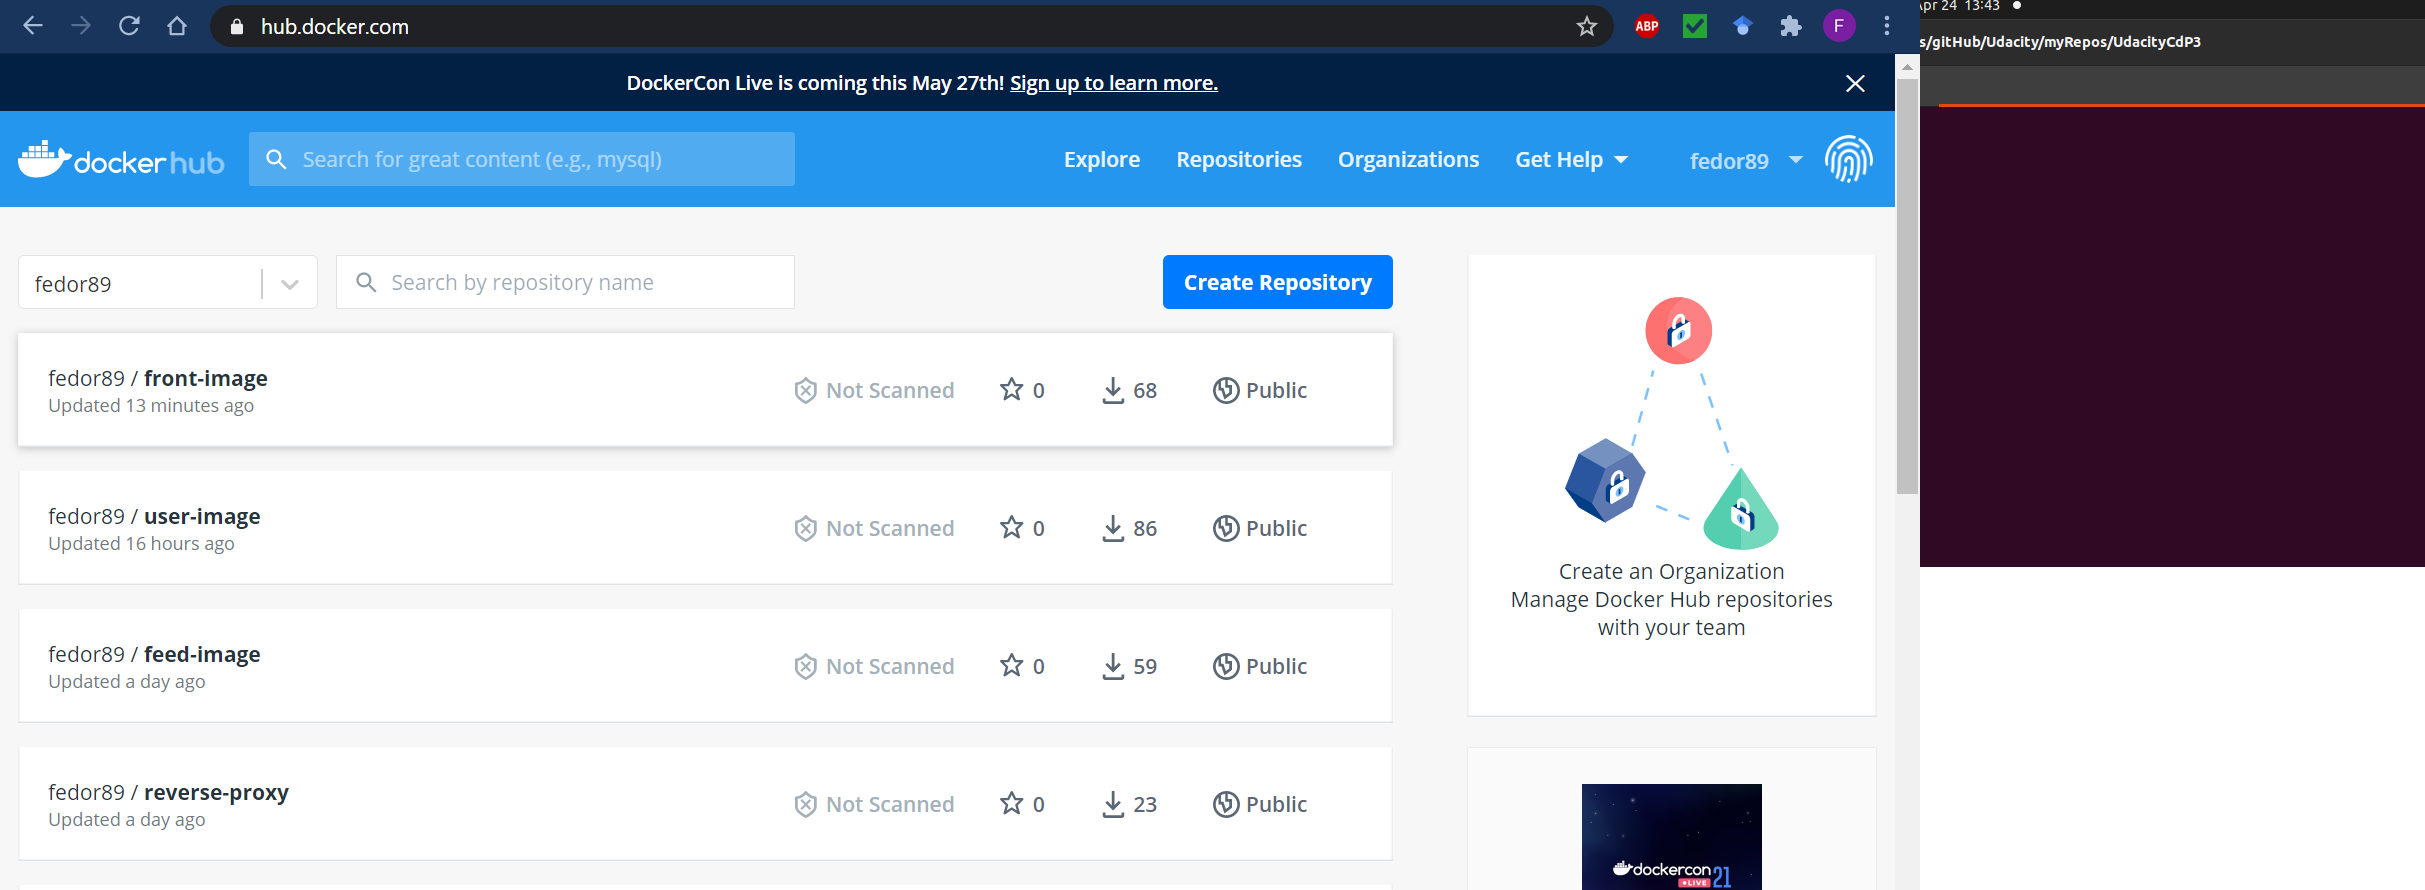 hub.docker.com
ABP
F
Apr 24 13:43
s/gitHub/Udacity/myRepos/UdacityCdP3
DockerCon Live is coming this May 27th! Sign up to learn more.
docker hub
Search for great content (e.g., mysql)
Explore
Repositories
Organizations
Get Help
fedor89
fedor89
Search by repository name
Create Repository
fedor89 / front-image
Updated 13 minutes ago
Not Scanned
0
68
Public
fedor89 / user-image
Updated 16 hours ago
Not Scanned
0
86
Public
fedor89 / feed-image
Updated a day ago
Not Scanned
0
59
Public
fedor89 / reverse-proxy
Updated a day ago
Not Scanned
0
23
Public
Create an Organization
Manage Docker Hub repositories
with your team
dockercon 21
LIVE